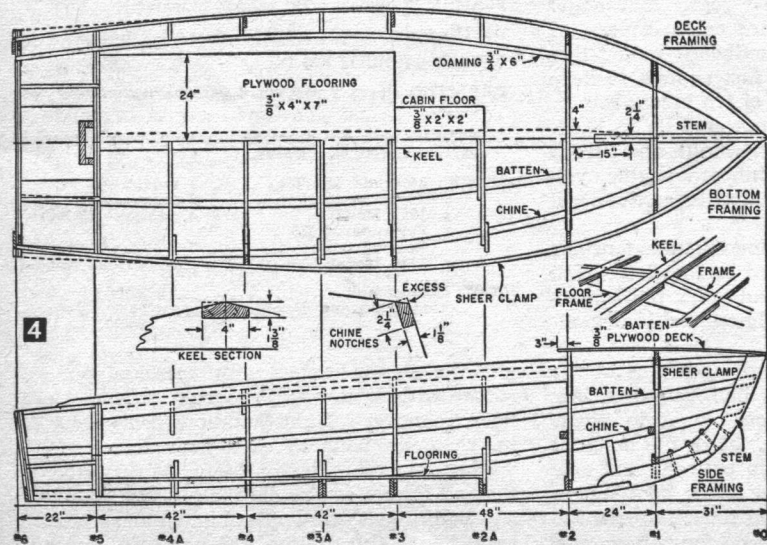 DECK
FRAMING
COAMING 3/4" X 6"
24"
PLYWOOD FLOORING
3/8" X 4" X 7"
CABIN FLOOR
3/8" X 2' X 2'
4"
2 1/4"
STEM
KEEL
15"
BATTEN
CHINE
BOTTOM
FRAMING
SHEER CLAMP
4
4"
1 3/8"
KEEL SECTION
EXCESS
2 1/4"
CHINE
NOTCHES
1 1/8"
KEEL
FRAME
FLOOR
FRAME
BATTEN
3" 3/8" PLYWOOD DECK
SHEER CLAMP
BATTEN
CHINE
FLOORING
STEM
SIDE
FRAMING
22" 42" 42" 48" 24" 31"
#6 #5 #4A #4 #3A #3 #2A #2 #1 #0